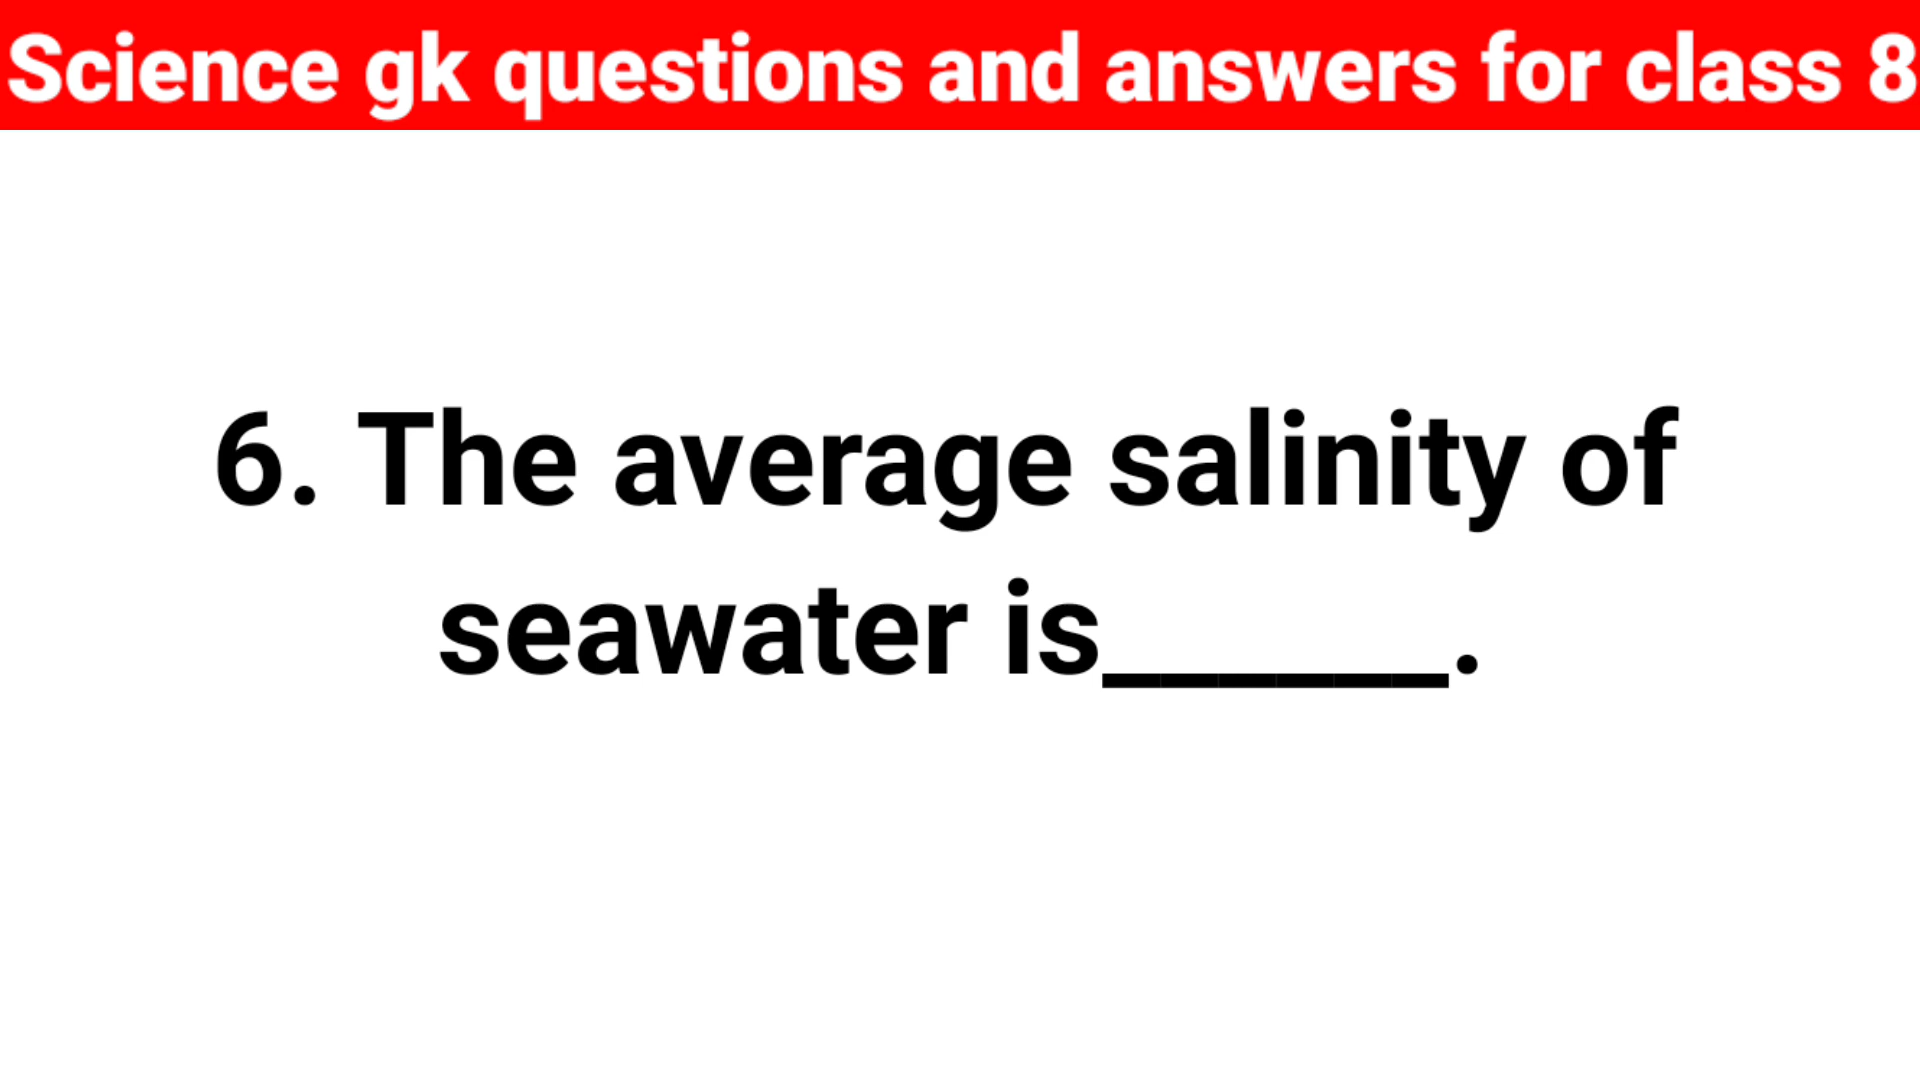 Science gk questions and answers for class 8
6. The average salinity of
seawater is______.